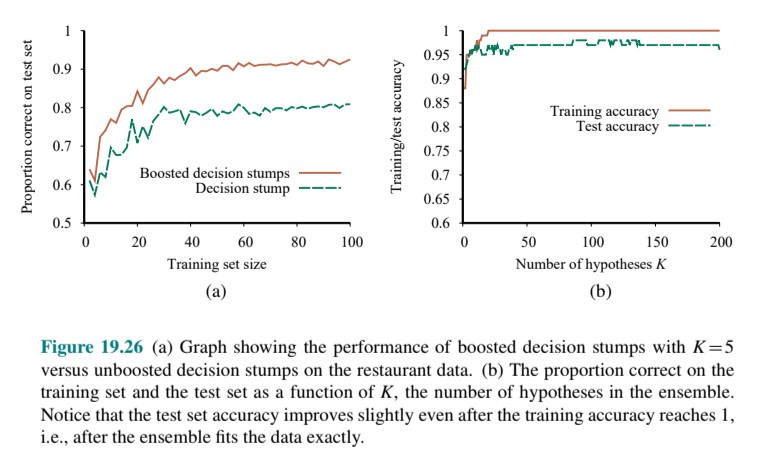 1
0.9
0.8
0.7
0.6
0.5
0 20 40 60 80 100
Proportion correct on test set
Boosted decision stumps
Decision stump
Training set size
(a)
1
0.95
0.9
0.85
0.8
0.75
0.7
0.65
0.6
0 50 100 150 200
Training/test accuracy
Training accuracy
Test accuracy
Number of hypotheses K
(b)
Figure 19.26 (a) Graph showing the performance of boosted decision stumps with K=5
versus unboosted decision stumps on the restaurant data. (b) The proportion correct on the
training set and the test set as a function of K, the number of hypotheses in the ensemble.
Notice that the test set accuracy improves slightly even after the training accuracy reaches 1,
i.e., after the ensemble fits the data exactly.